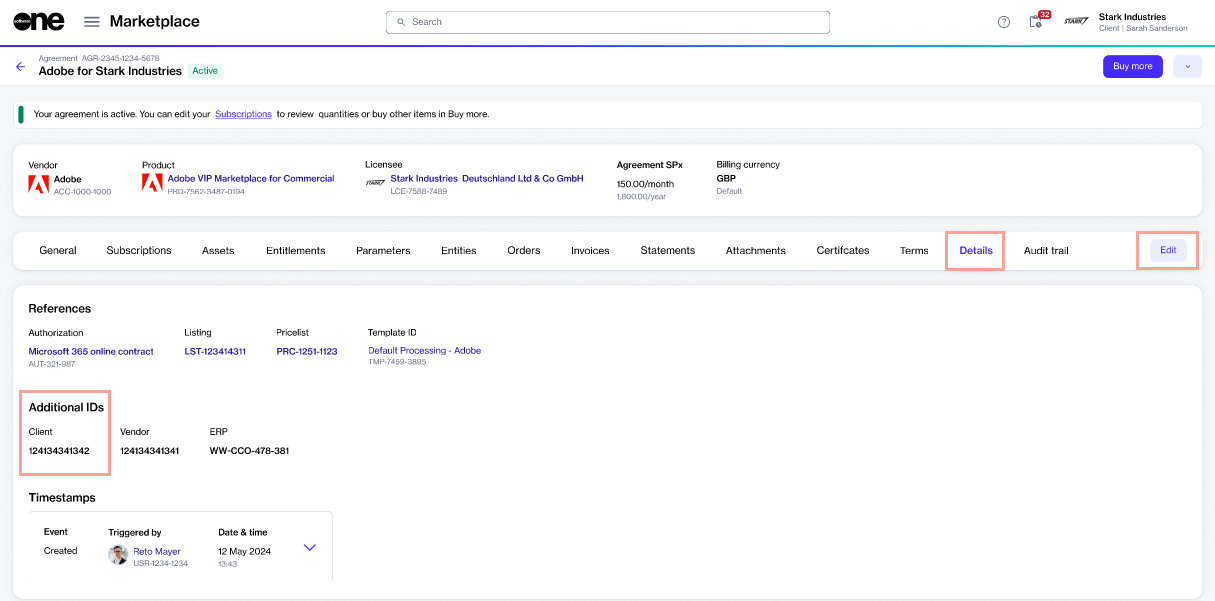 software one Marketplace Search 32 STARK Stark Industries
Client | Sarah Sanderson
Agreement AGR-2345-1234-5678
Adobe for Stark Industries Active Buy more
Your agreement is active. You can edit your Subscriptions to review quantities or buy other items in Buy more.
Vendor Product Licensee Agreement SPx Billing currency
Adobe Adobe VIP Marketplace for Commercial STARK Stark Industries Deutschland Ltd & Co GmbH 150.00/month GBP
ACC-1000-1000 PRD-7562-3487-0194 LCE-7588-7489 1,800.00/year Default
General Subscriptions Assets Entitlements Parameters Entities Orders Invoices Statements Attachments Certifcates Terms Details Audit trail Edit
References
Authorization Listing Pricelist Template ID
Microsoft 365 online contract LST-123414311 PRC-1251-1123 Default Processing - Adobe
AUT-321-987 TMP-7459-3895
Additional IDs
Client Vendor ERP
124134341342 124134341341 WW-CCO-478-381
Timestamps
Event Triggered by Date & time
Created Reto Mayer 12 May 2024
USR-1234-1234 13:43